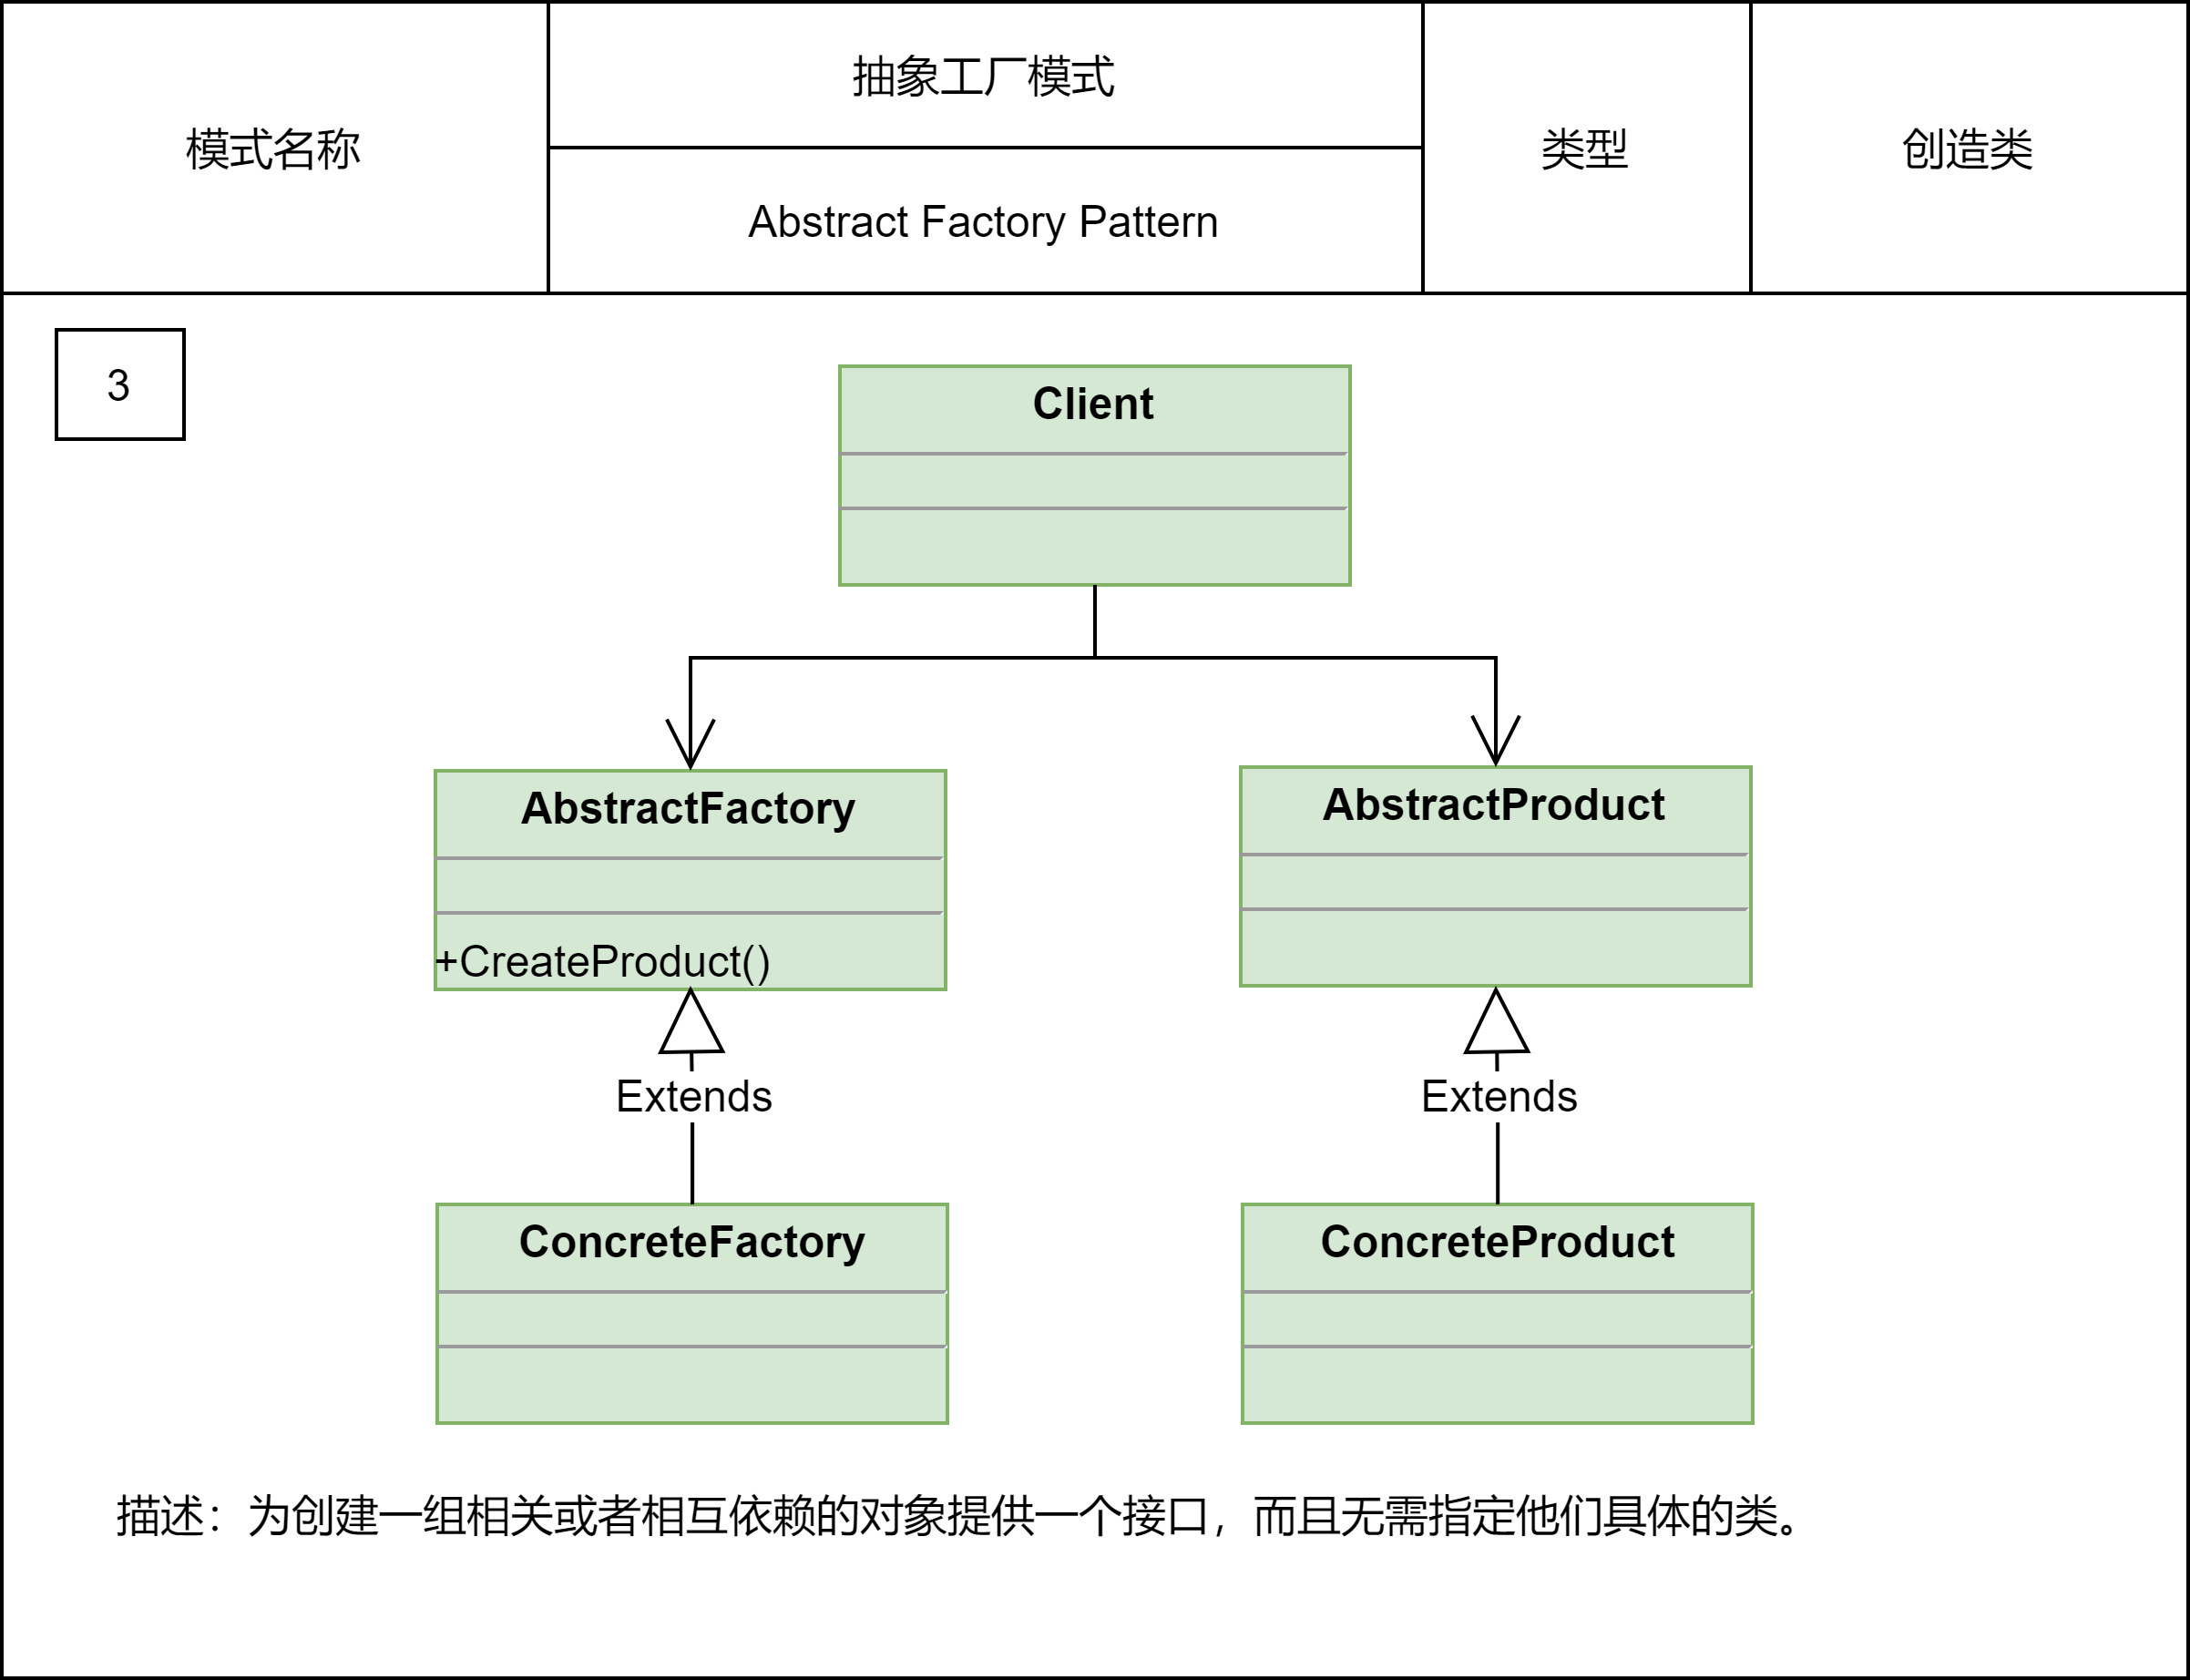 模式名称
抽象工厂模式
Abstract Factory Pattern
类型
创造类
3
Client
AbstractFactory
+CreateProduct()
AbstractProduct
Extends
Extends
ConcreteFactory
ConcreteProduct
描述：为创建一组相关或者相互依赖的对象提供一个接口，而且无需指定他们具体的类。